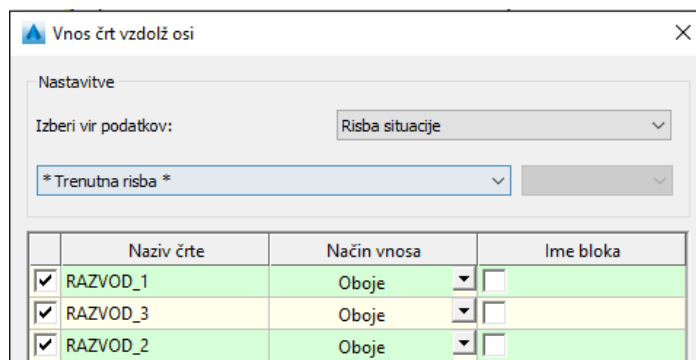 Vnos črt vzdolž osi
Nastavitve
Izberi vir podatkov: Risba situacije
* Trenutna risba *
Naziv črte Način vnosa Ime bloka
RAZVOD_1 Oboje
RAZVOD_3 Oboje
RAZVOD_2 Oboje